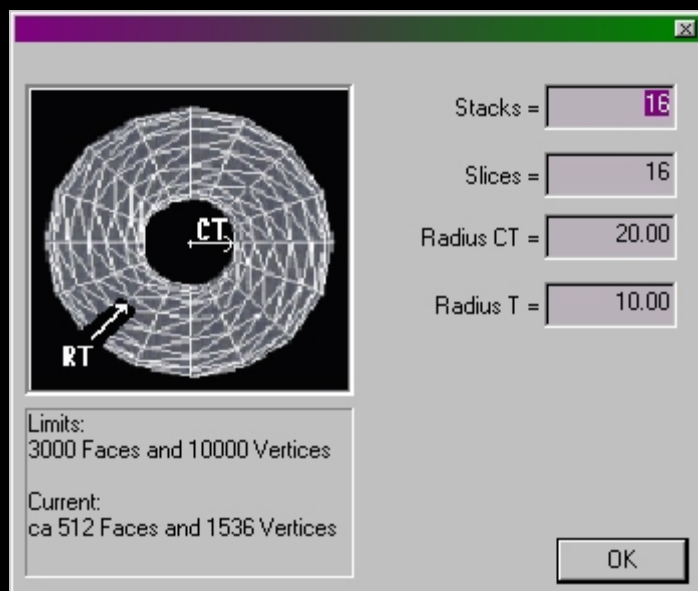 CT
RT
Stacks = 16
Slices = 16
Radius CT = 20.00
Radius T = 10.00
Limits:
3000 Faces and 10000 Vertices
Current:
ca 512 Faces and 1536 Vertices
OK